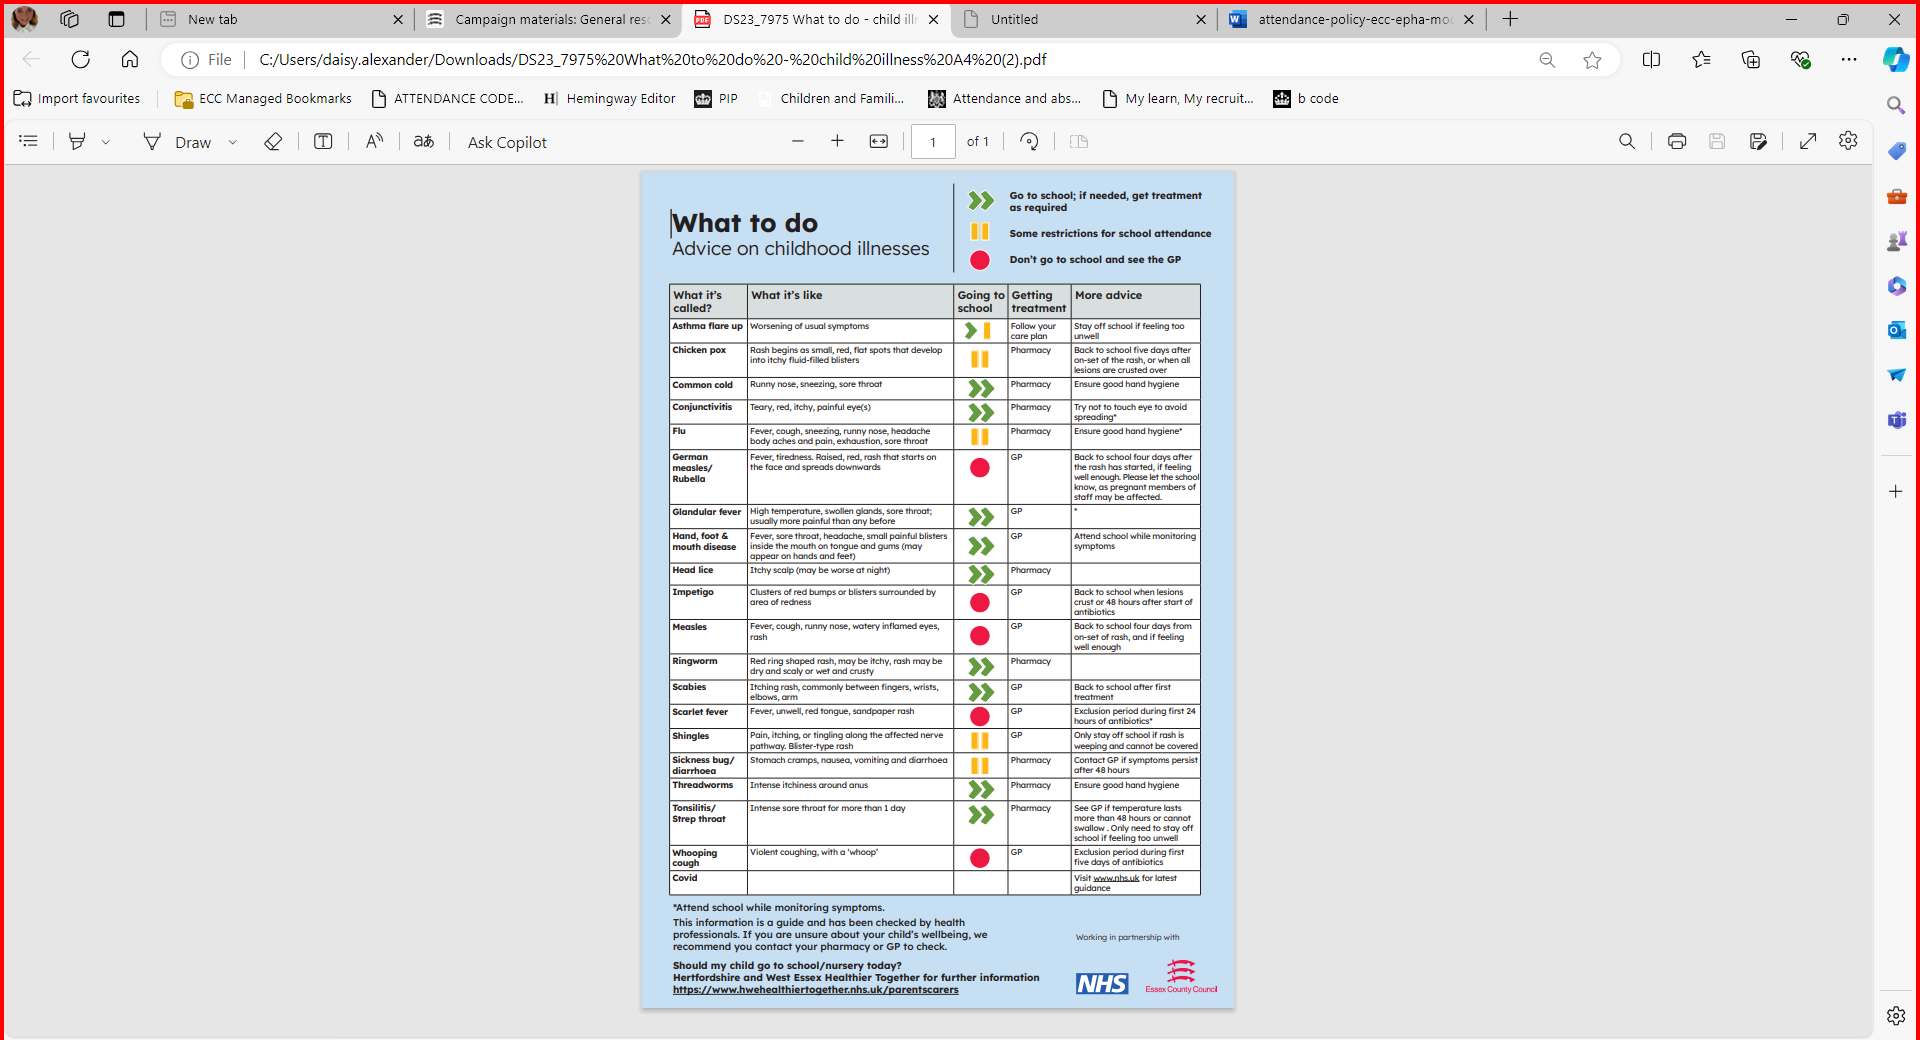 New tab
Campaign materials: General reso
DS23_7975 What to do - child illn
Untitled
attendance-policy-ecc-epha-mod
File
C:/Users/daisy.alexander/Downloads/DS23_7975%20What%20to%20do%20-%20child%20illness%20A4%20(2).pdf
Import favourites
ECC Managed Bookmarks
ATTENDANCE CODE...
Hemingway Editor
PIP
Children and Famili...
Attendance and abs...
My learn, My recruit...
b code
Draw
Ask Copilot
1
of 1
What to do
Advice on childhood illnesses
Go to school; if needed, get treatment
as required
Some restrictions for school attendance
Don't go to school and see the GP
What it's called? What it's like Going to school Getting treatment More advice
Asthma flare up Worsening of usual symptoms Follow your care plan Stay off school if feeling too unwell
Chicken pox Rash begins as small, red, flat spots that develop into itchy fluid-filled blisters Pharmacy Back to school five days after on-set of the rash, or when all lesions are crusted over
Common cold Runny nose, sneezing, sore throat Pharmacy Ensure good hand hygiene
Conjunctivitis Teary, red, itchy, painful eye(s) Pharmacy Try not to touch eye to avoid spreading*
Flu Fever, cough, sneezing, runny nose, headache body aches and pain, exhaustion, sore throat Pharmacy Ensure good hand hygiene*
German measles/ Rubella Fever, tiredness. Raised, red, rash that starts on the face and spreads downwards GP Back to school four days after the rash has started, if feeling well enough. Please let the school know, as pregnant members of staff may be affected.
Glandular fever High temperature, swollen glands, sore throat; usually more painful than any before GP *
Hand, foot & mouth disease Fever, sore throat, headache, small painful blisters inside the mouth on tongue and gums (may appear on hands and feet) GP Attend school while monitoring symptoms
Head lice Itchy scalp (may be worse at night) Pharmacy
Impetigo Clusters of red bumps or blisters surrounded by area of redness GP Back to school when lesions crust or 48 hours after start of antibiotics
Measles Fever, cough, runny nose, watery inflamed eyes, rash GP Back to school four days from on-set of rash, and if feeling well enough
Ringworm Red ring shaped rash, may be itchy, rash may be dry and scaly or wet and crusty Pharmacy
Scabies Itching rash, commonly between fingers, wrists, elbows, arm GP Back to school after first treatment
Scarlet fever Fever, unwell, red tongue, sandpaper rash GP Exclusion period during first 24 hours of antibiotics*
Shingles Pain, itching, or tingling along the affected nerve pathway. Blister-type rash GP Only stay off school if rash is weeping and cannot be covered
Sickness bug/ diarrhoea Stomach cramps, nausea, vomiting and diarrhoea Pharmacy Contact GP if symptoms persist after 48 hours
Threadworms Intense itchiness around anus Pharmacy Ensure good hand hygiene
Tonsilitis/ Strep throat Intense sore throat for more than 1 day Pharmacy See GP if temperature lasts more than 48 hours or cannot swallow . Only need to stay off school if feeling too unwell
Whooping cough Violent coughing, with a 'whoop' GP Exclusion period during first five days of antibiotics
Covid Visit www.nhs.uk for latest guidance
*Attend school while monitoring symptoms.
This information is a guide and has been checked by health
professionals. If you are unsure about your child's wellbeing, we
recommend you contact your pharmacy or GP to check.
Working in partnership with
Should my child go to school/nursery today?
Hertfordshire and West Essex Healthier Together for further information
https://www.hwehealthiertogether.nhs.uk/parentscarers
NHS
Essex County Council